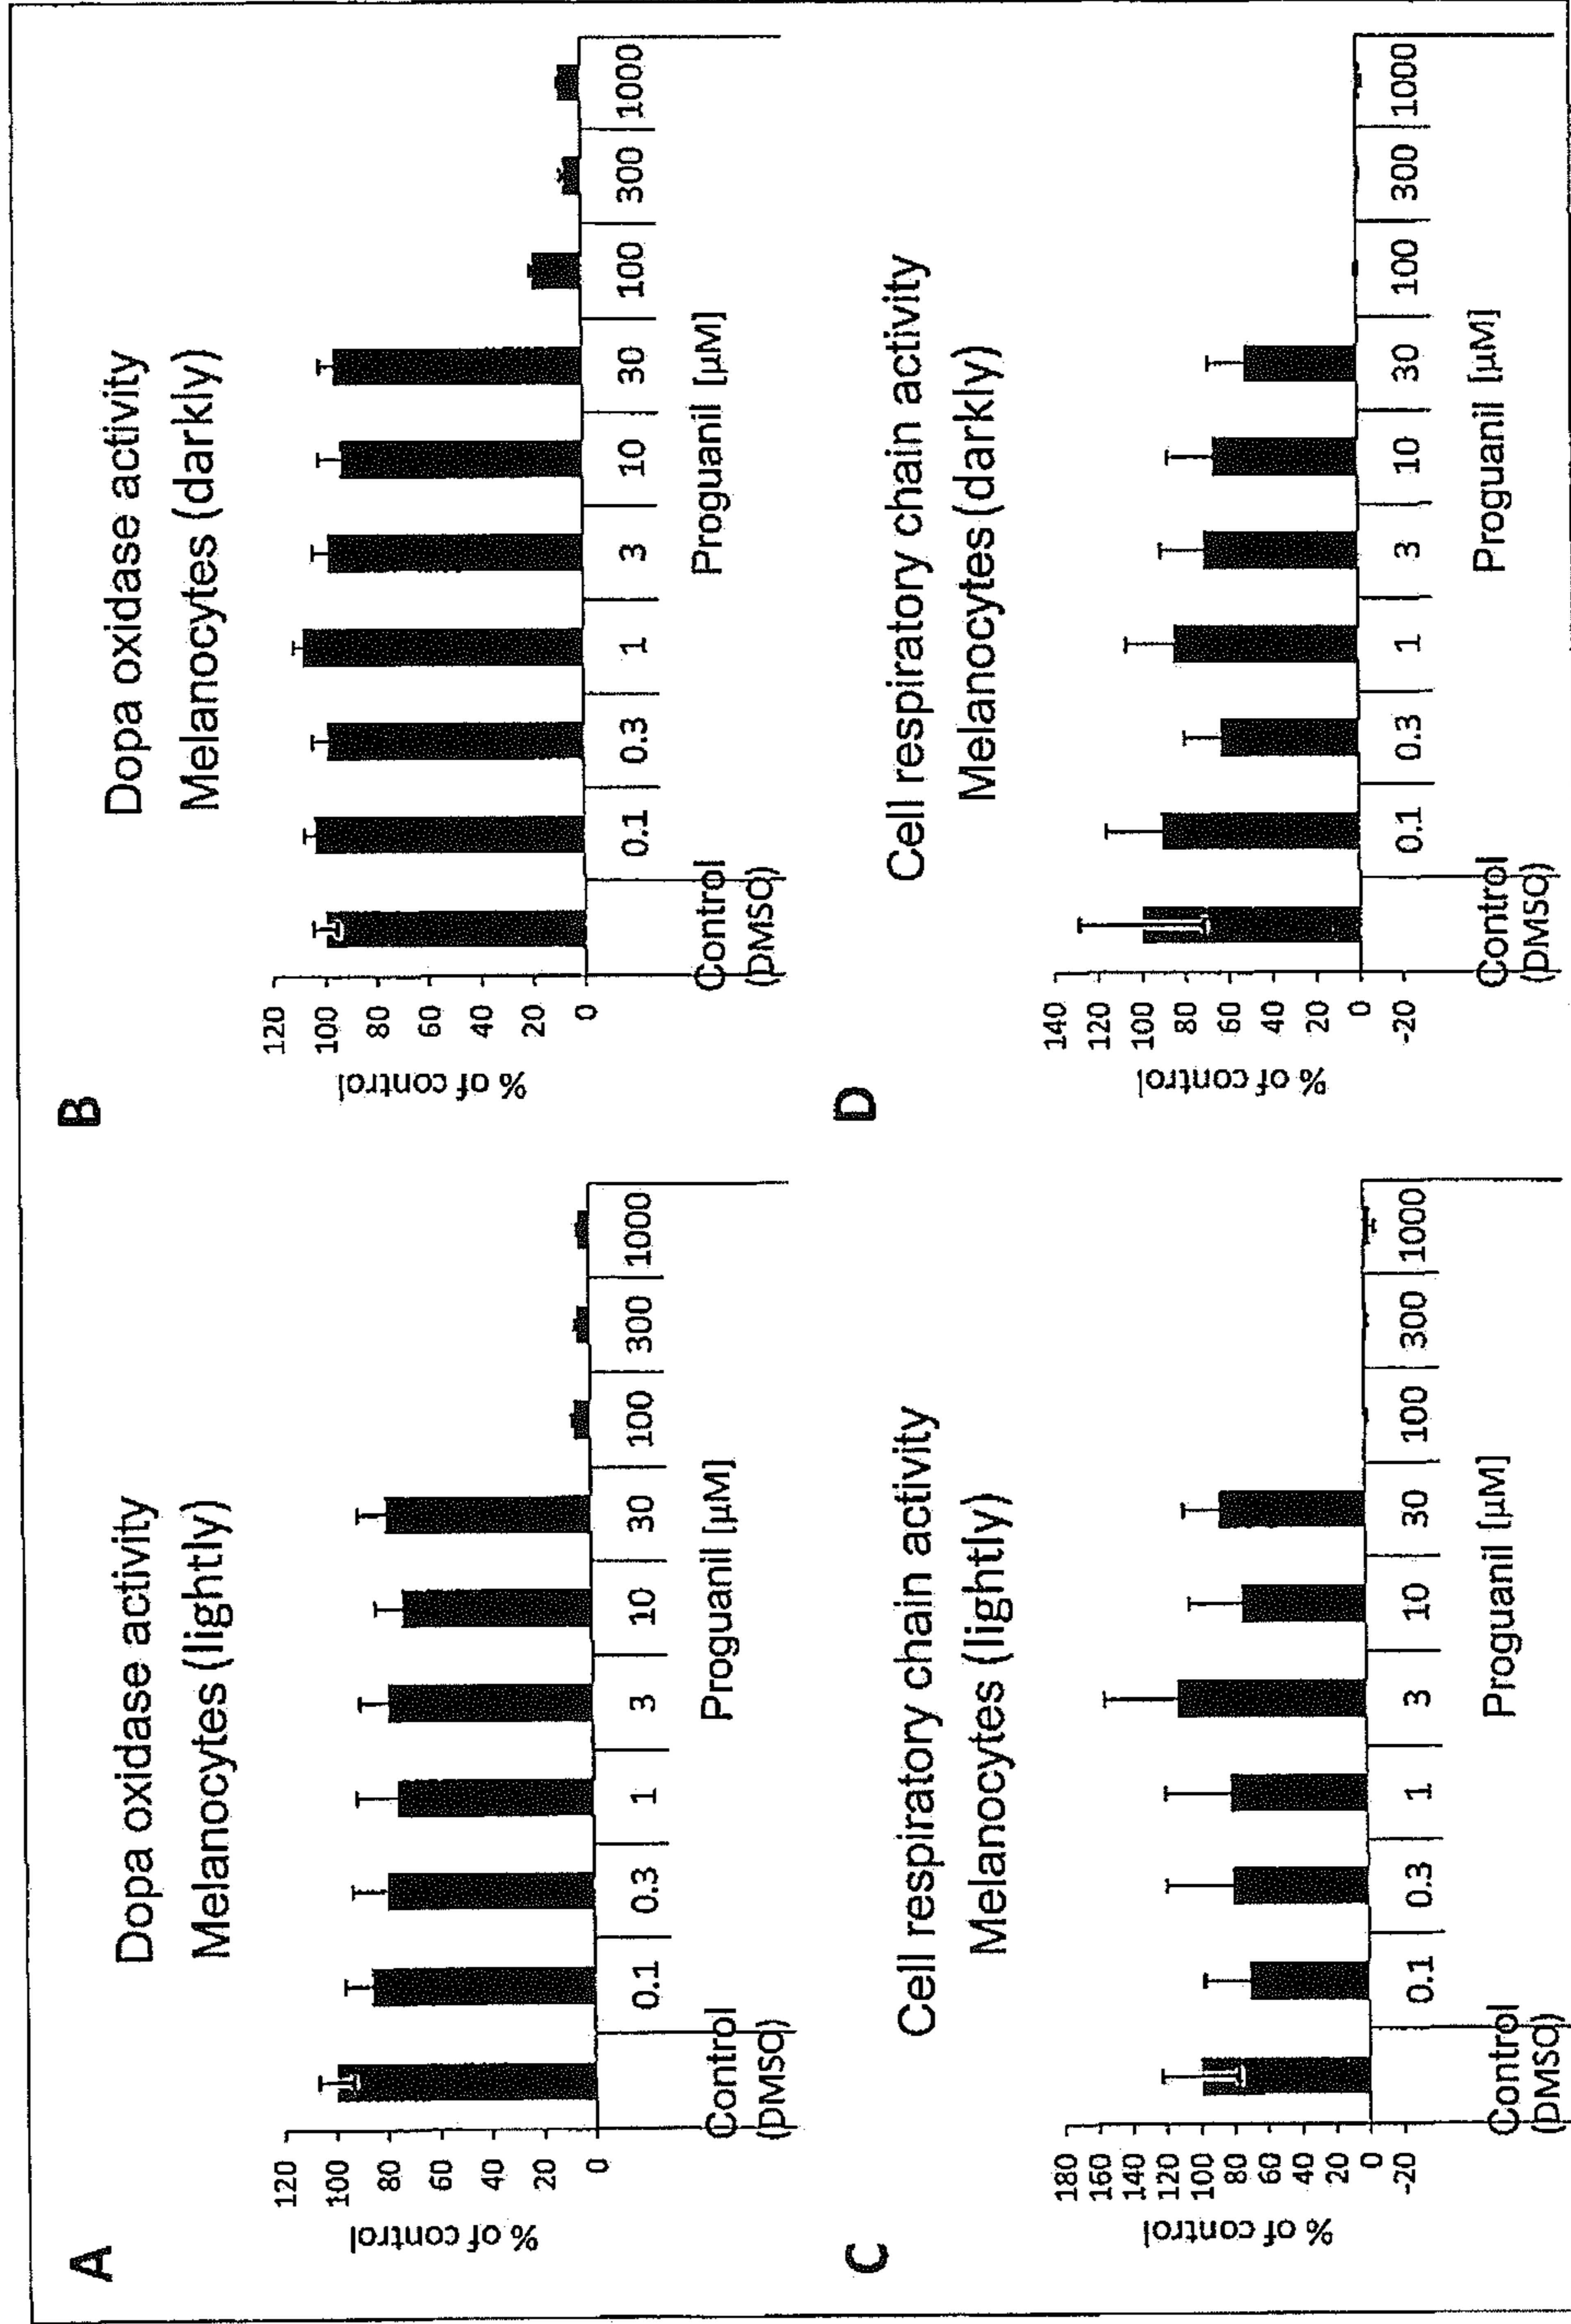 A
Dopa oxidase activity
Melanocytes (lightly)
% of control
120
100
80
60
40
20
0
Control
(DMSO)
0.1
0.3
1
3
10
30
100
300
1000
Proguanil [µM]
B
Dopa oxidase activity
Melanocytes (darkly)
% of control
120
100
80
60
40
20
0
Control
(DMSO)
0.1
0.3
1
3
10
30
100
300
1000
Proguanil [µM]
C
Cell respiratory chain activity
Melanocytes (lightly)
% of control
180
160
140
120
100
80
60
40
20
0
-20
Control
(DMSO)
0.1
0.3
1
3
10
30
100
300
1000
Proguanil [µM]
D
Cell respiratory chain activity
Melanocytes (darkly)
% of control
140
120
100
80
60
40
20
0
-20
Control
(DMSO)
0.1
0.3
1
3
10
30
100
300
1000
Proguanil [µM]